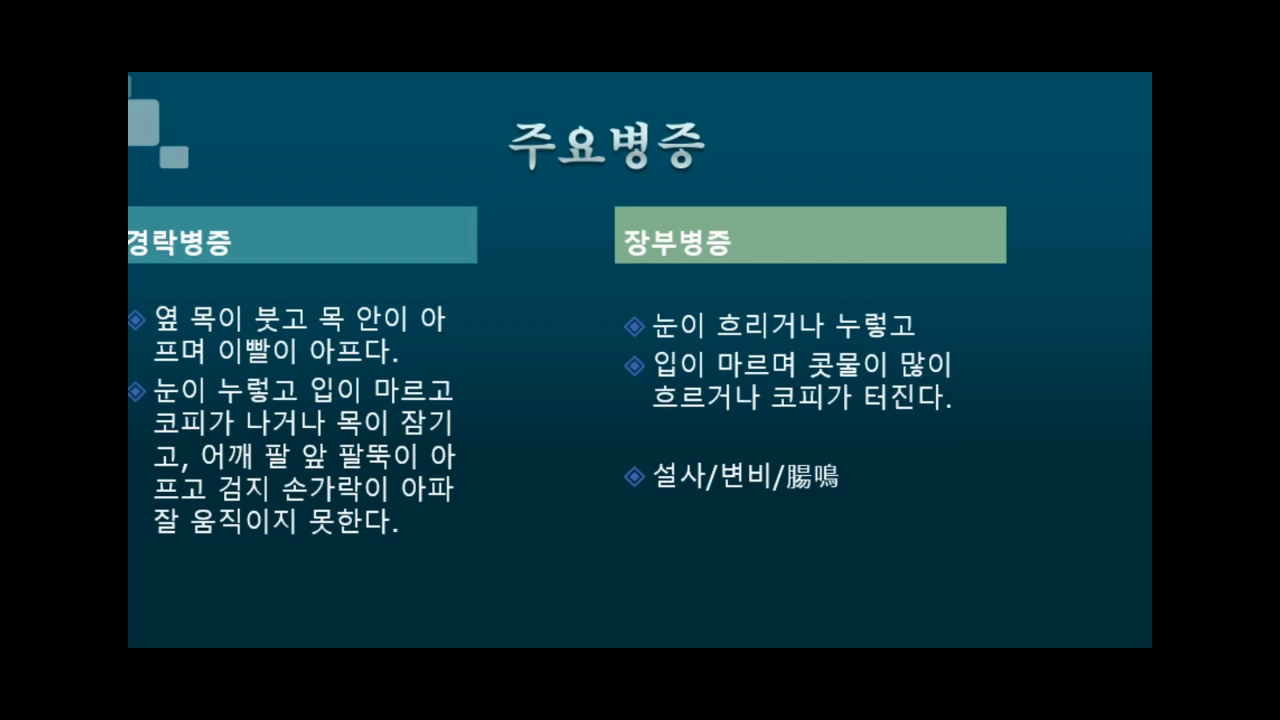 주요병증
경락병증
옆 목이 붓고 목 안이 아
프며 이빨이 아프다.
눈이 누렇고 입이 마르고
코피가 나거나 목이 잠기
고, 어깨 팔 앞 팔뚝이 아
프고 검지 손가락이 아파
잘 움직이지 못한다.
장부병증
눈이 흐리거나 누렇고
입이 마르며 콧물이 많이
흐르거나 코피가 터진다.
설사/변비/腸鳴